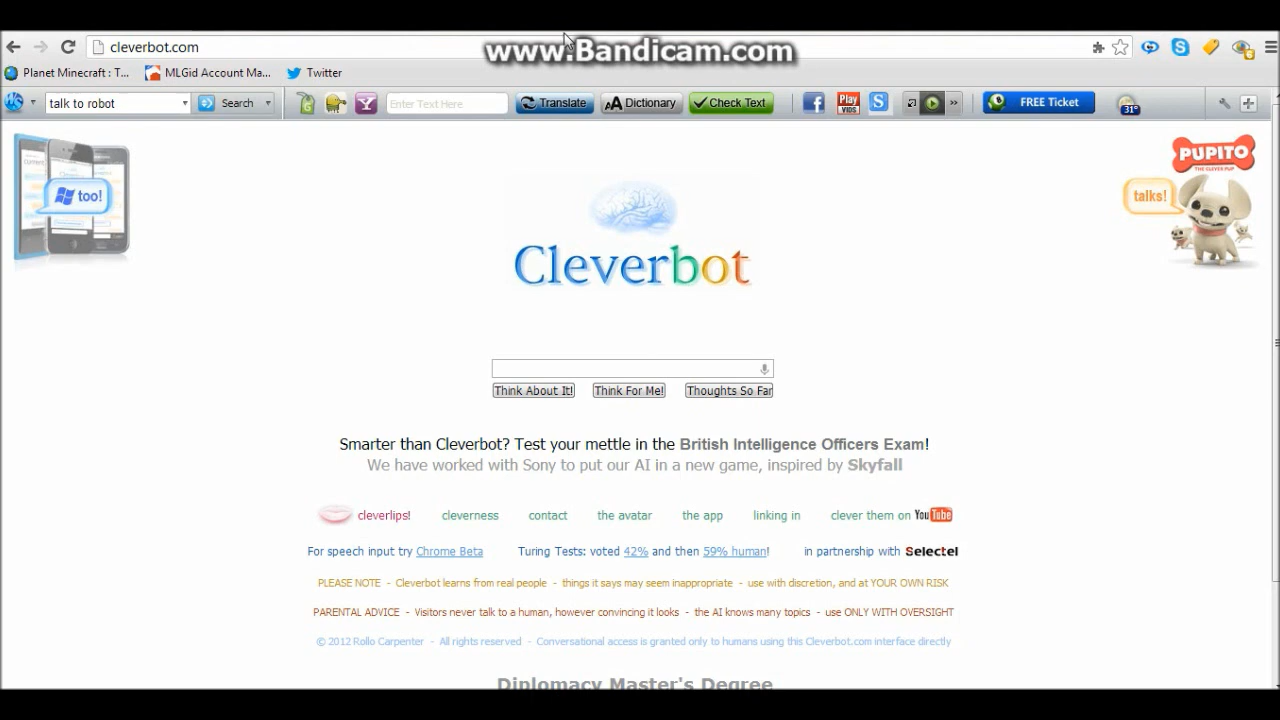 www.Bandicam.com
cleverbot.com
Planet Minecraft : T...
MLGid Account Ma...
Twitter
talk to robot
Search
Enter Text Here
Translate
Dictionary
Check Text
Play VIDS
FREE Ticket
31°
too!
PUPITO
THE CLEVER PUP
talks!
Cleverbot
Think About It!
Think For Me!
Thoughts So Far
Smarter than Cleverbot? Test your mettle in the British Intelligence Officers Exam!
We have worked with Sony to put our AI in a new game, inspired by Skyfall
cleverlips!
cleverness
contact
the avatar
the app
linking in
clever them on YouTube
For speech input try Chrome Beta
Turing Tests: voted 42% and then 59% human!
in partnership with Selectel
PLEASE NOTE - Cleverbot learns from real people - things it says may seem inappropriate - use with discretion, and at YOUR OWN RISK
PARENTAL ADVICE - Visitors never talk to a human, however convincing it looks - the AI knows many topics - use ONLY WITH OVERSIGHT
© 2012 Rollo Carpenter - All rights reserved - Conversational access is granted only to humans using this Cleverbot.com interface directly
Diplomacy Master's Degree